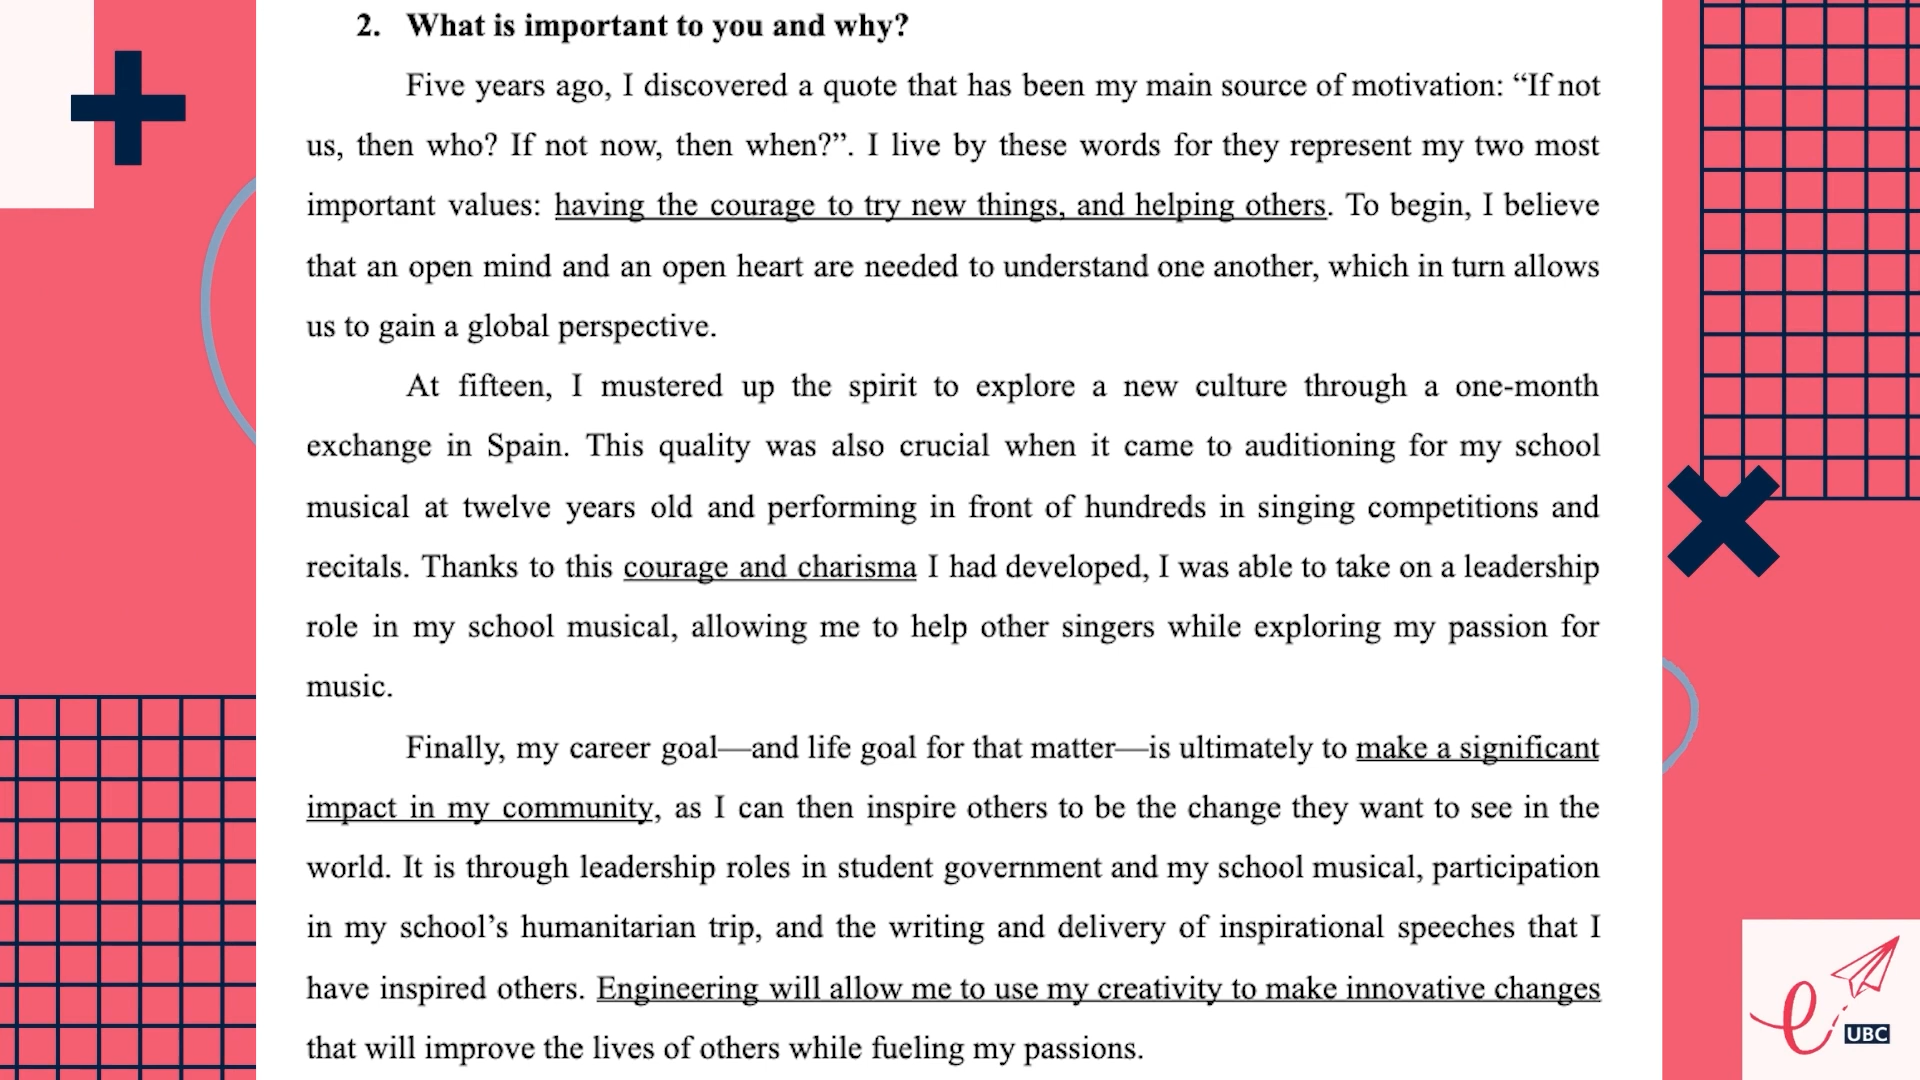 2. What is important to you and why?
Five years ago, I discovered a quote that has been my main source of motivation: “If not
us, then who? If not now, then when?”. I live by these words for they represent my two most
important values: having the courage to try new things, and helping others. To begin, I believe
that an open mind and an open heart are needed to understand one another, which in turn allows
us to gain a global perspective.
At fifteen, I mustered up the spirit to explore a new culture through a one-month
exchange in Spain. This quality was also crucial when it came to auditioning for my school
musical at twelve years old and performing in front of hundreds in singing competitions and
recitals. Thanks to this courage and charisma I had developed, I was able to take on a leadership
role in my school musical, allowing me to help other singers while exploring my passion for
music.
Finally, my career goal—and life goal for that matter—is ultimately to make a significant
impact in my community, as I can then inspire others to be the change they want to see in the
world. It is through leadership roles in student government and my school musical, participation
in my school’s humanitarian trip, and the writing and delivery of inspirational speeches that I
have inspired others. Engineering will allow me to use my creativity to make innovative changes
that will improve the lives of others while fueling my passions.
e
UBC